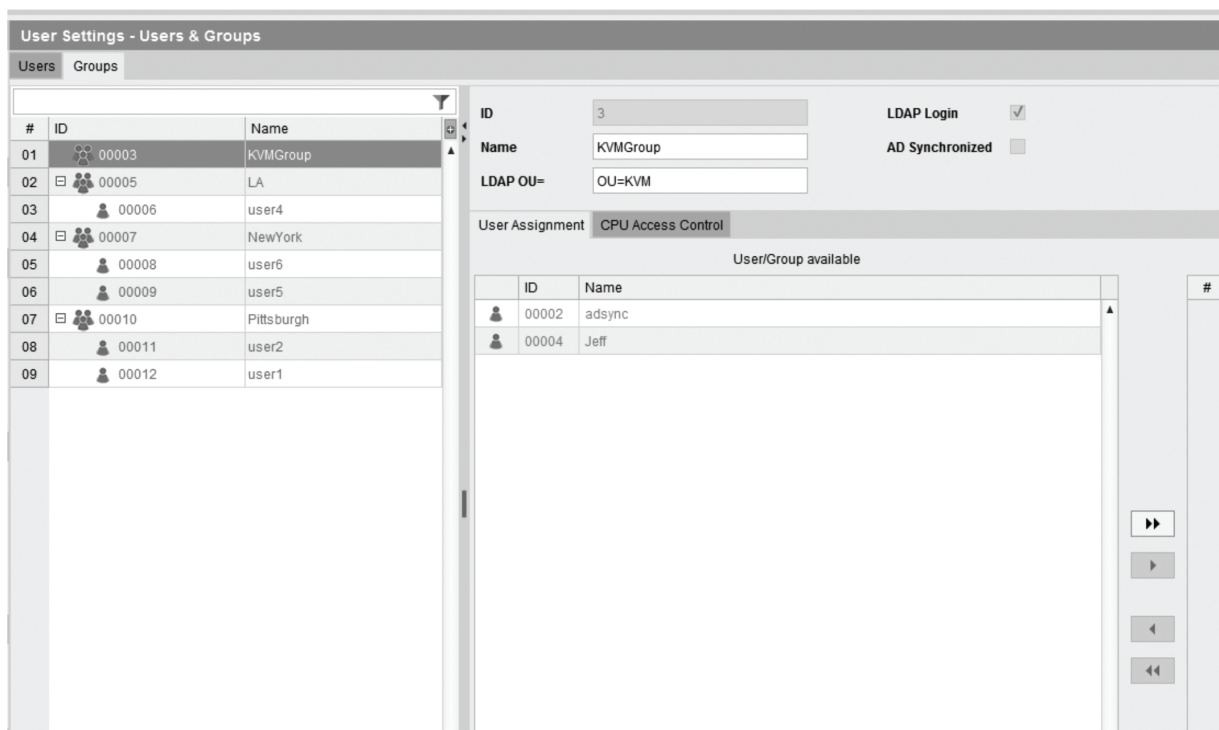 User Settings - Users & Groups
Users Groups
# ID Name
01 00003 KVMGroup
02 00005 LA
03 00006 user4
04 00007 NewYork
05 00008 user6
06 00009 user5
07 00010 Pittsburgh
08 00011 user2
09 00012 user1
ID 3 LDAP Login
Name KVMGroup AD Synchronized
LDAP OU= OU=KVM
User Assignment CPU Access Control
User/Group available
ID Name #
00002 adsync
00004 Jeff